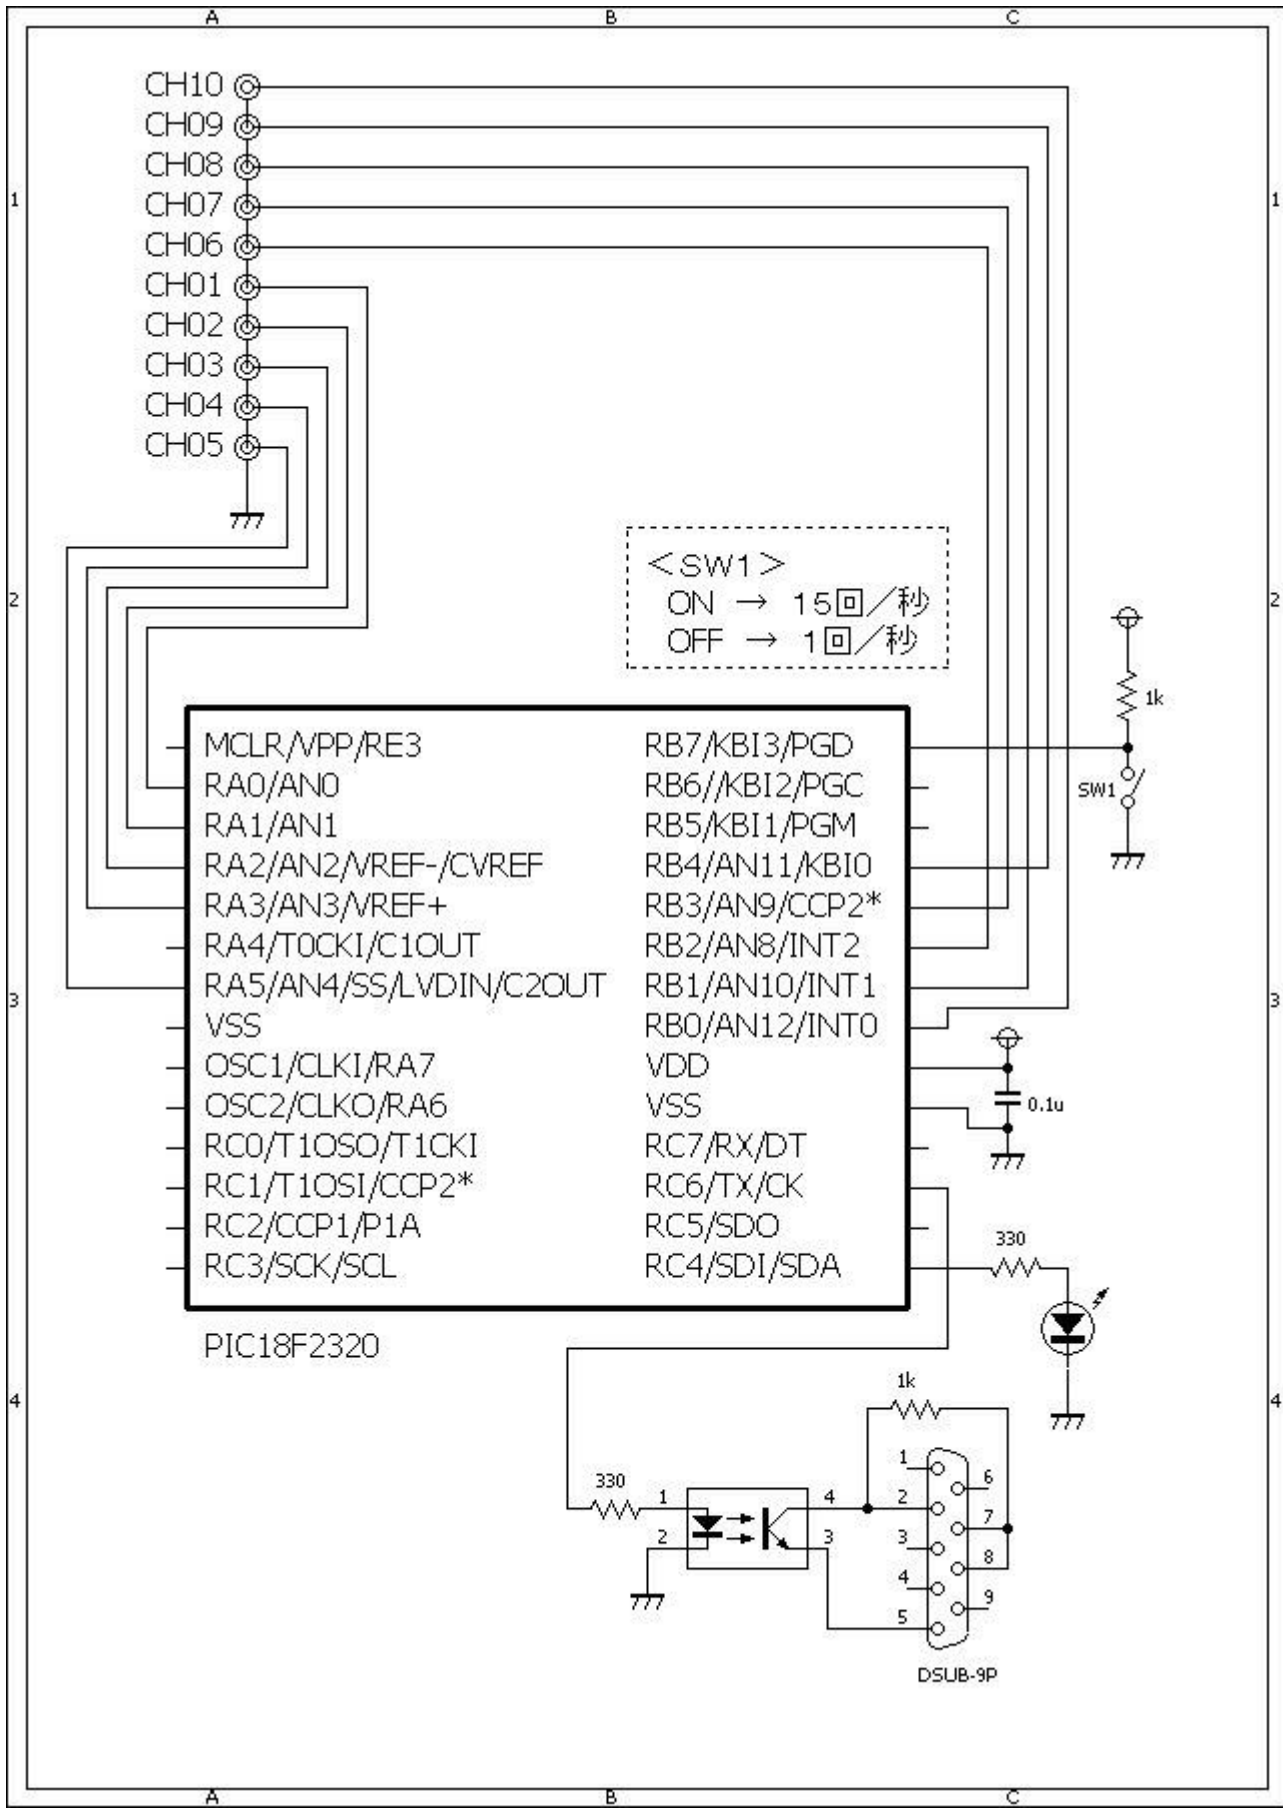 A B C
CH10
CH09
CH08
1 1
CH07
CH06
CH01
CH02
CH03
CH04
CH05
<SW1>
2 2
ON → 15回/秒
OFF → 1回/秒
1k
MCLR/VPP/RE3 RB7/KBI3/PGD
RA0/AN0 RB6//KBI2/PGC
SW1
RA1/AN1 RB5/KBI1/PGM
RA2/AN2/VREF-/CVREF RB4/AN11/KBI0
RA3/AN3/VREF+ RB3/AN9/CCP2*
RA4/T0CKI/C1OUT RB2/AN8/INT2
RA5/AN4/SS/LVDIN/C2OUT RB1/AN10/INT1
3 3
VSS RB0/AN12/INT0
OSC1/CLKI/RA7 VDD
OSC2/CLKO/RA6 VSS
0.1u
RC0/T1OSO/T1CKI RC7/RX/DT
RC1/T1OSI/CCP2* RC6/TX/CK
RC2/CCP1/P1A RC5/SDO
330
RC3/SCK/SCL RC4/SDI/SDA
PIC18F2320
1k
4 4
1
6
330
1 4 2
7
2 3 3
8
4
9
5
DSUB-9P
A B C